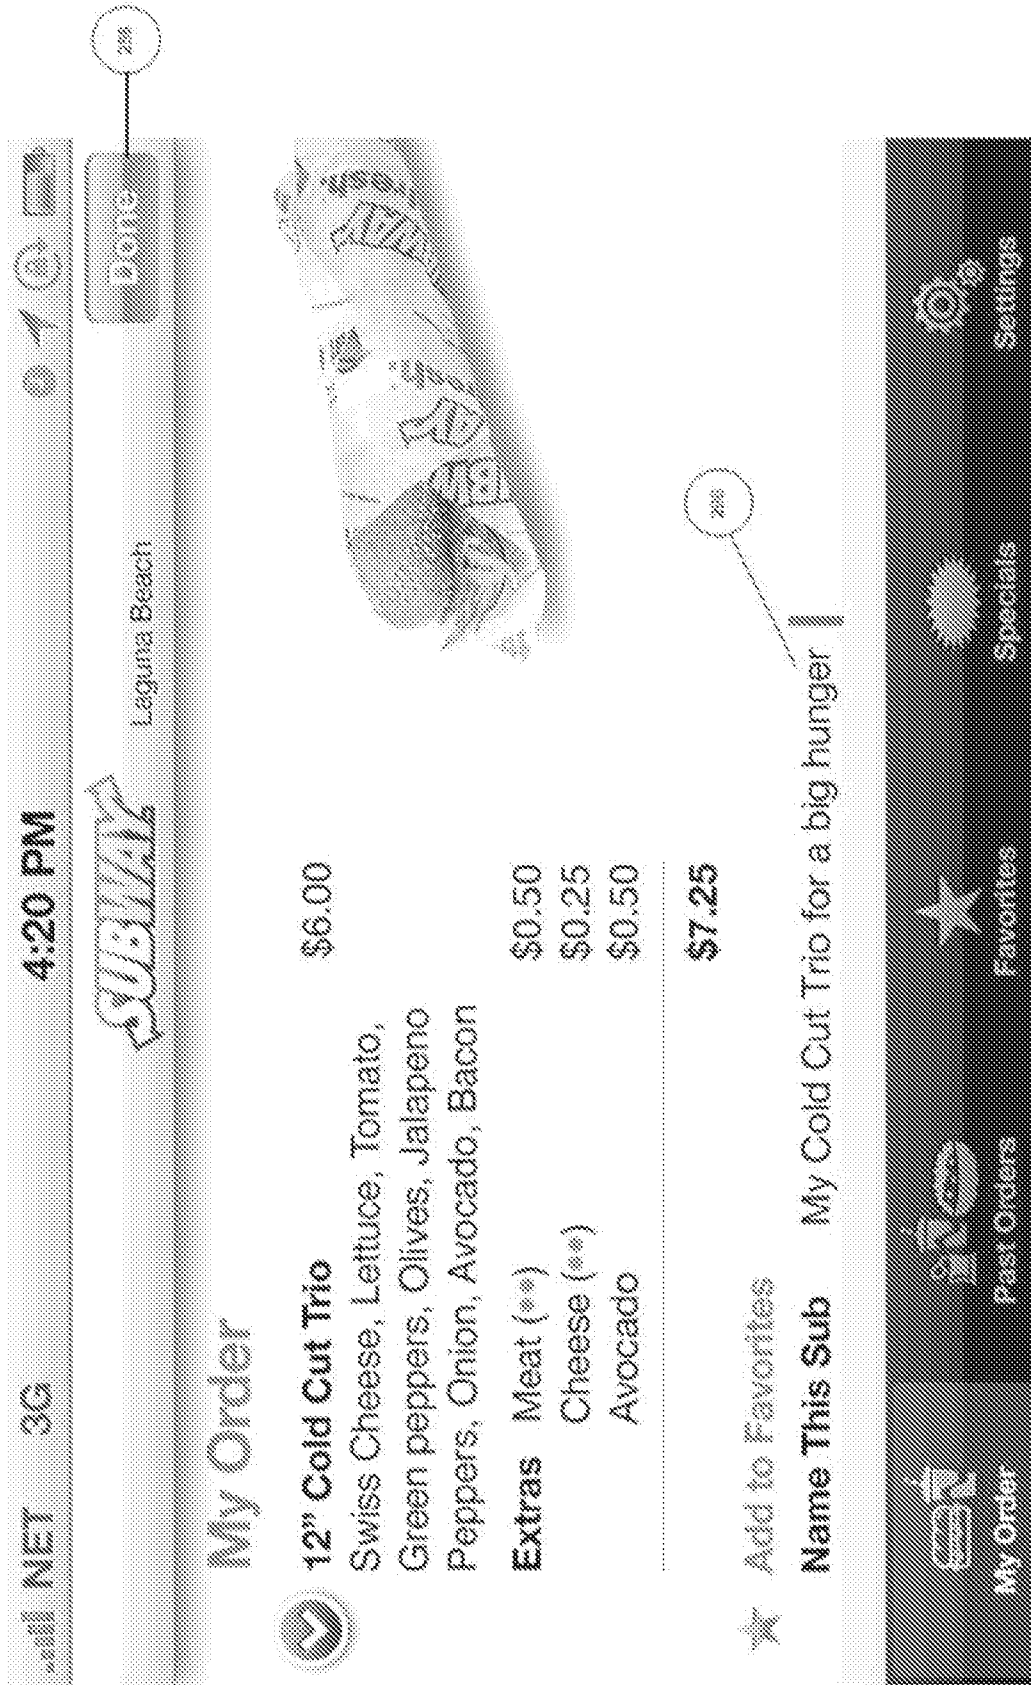 NET 3G 4:20 PM
SUBWAY
Laguna Beach
Done
My Order
12” Cold Cut Trio $6.00
Swiss Cheese, Lettuce, Tomato,
Green peppers, Olives, Jalapeno
Peppers, Onion, Avocado, Bacon
Extras Meat (**) $0.50
Cheese (**) $0.25
Avocado $0.50
$7.25
Add to Favorites
Name This Sub My Cold Cut Trio for a big hunger
My Order
Past Orders
Favorites
Specials
Settings